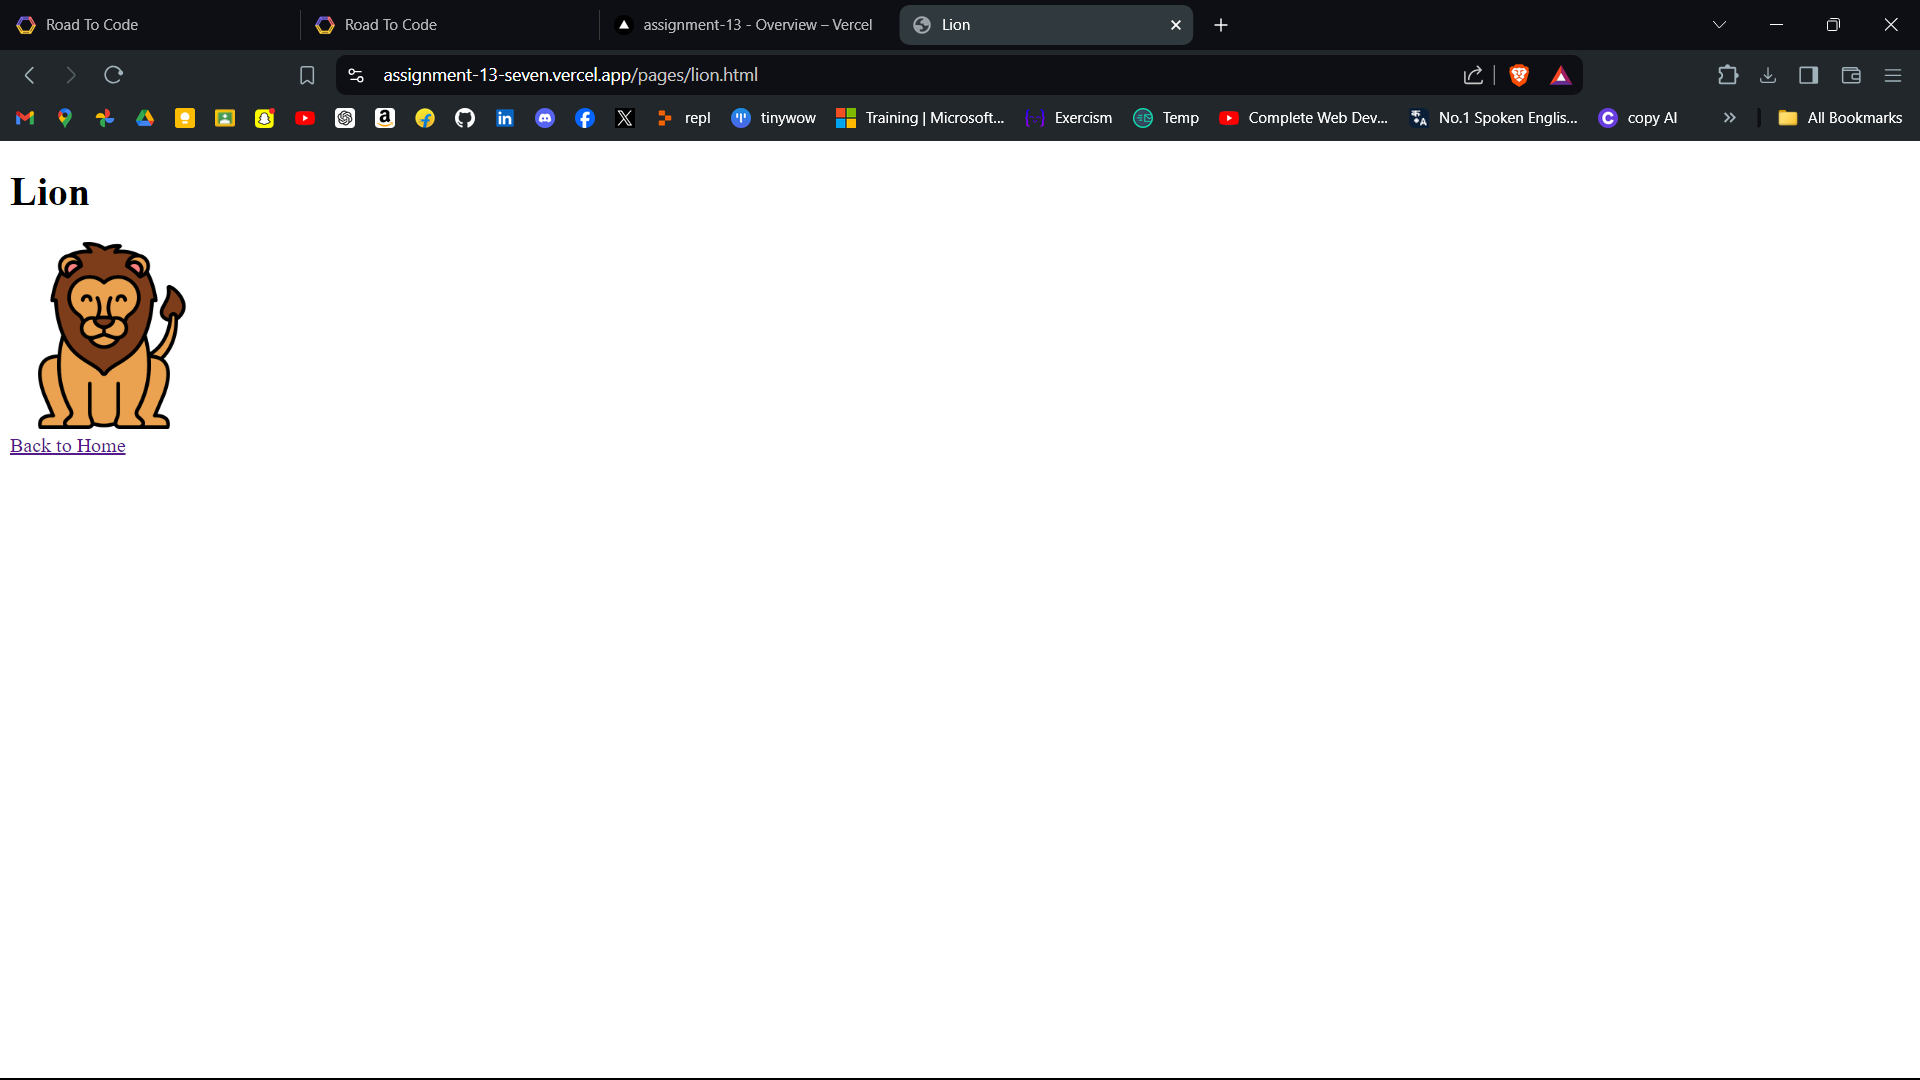 Road To Code
Road To Code
assignment-13 - Overview – Vercel
Lion
assignment-13-seven.vercel.app/pages/lion.html
repl
tinywow
Training | Microsoft...
Exercism
Temp
Complete Web Dev...
No.1 Spoken Englis...
copy AI
All Bookmarks
Lion
Back to Home